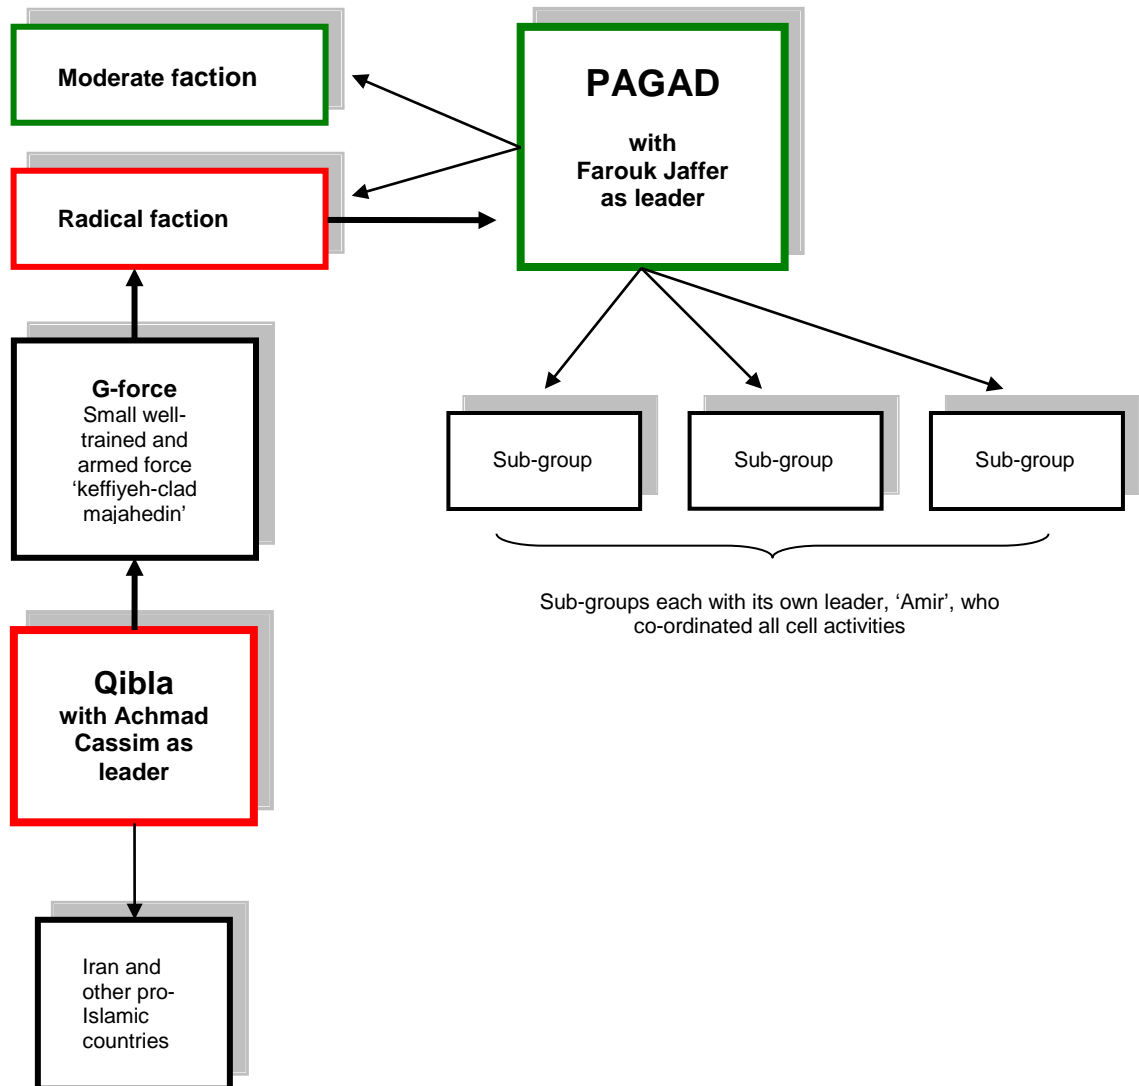 Moderate faction
PAGAD
with
Farouk Jaffer
as leader
Radical faction
G-force
Small well-
trained and
armed force
‘keffiyeh-clad
majahedin’
Sub-group
Sub-group
Sub-group
Sub-groups each with its own leader, ‘Amir’, who
co-ordinated all cell activities
Qibla
with Achmad
Cassim as
leader
Iran and
other pro-
Islamic
countries